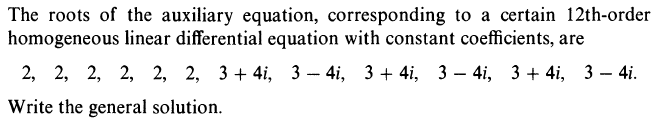 The roots of the auxiliary equation, corresponding to a certain 12th-order
homogeneous linear differential equation with constant coefficients, are
2, 2, 2, 2, 2, 2, 3 + 4i, 3 − 4i, 3 + 4i, 3 − 4i, 3 + 4i, 3 − 4i.
Write the general solution.